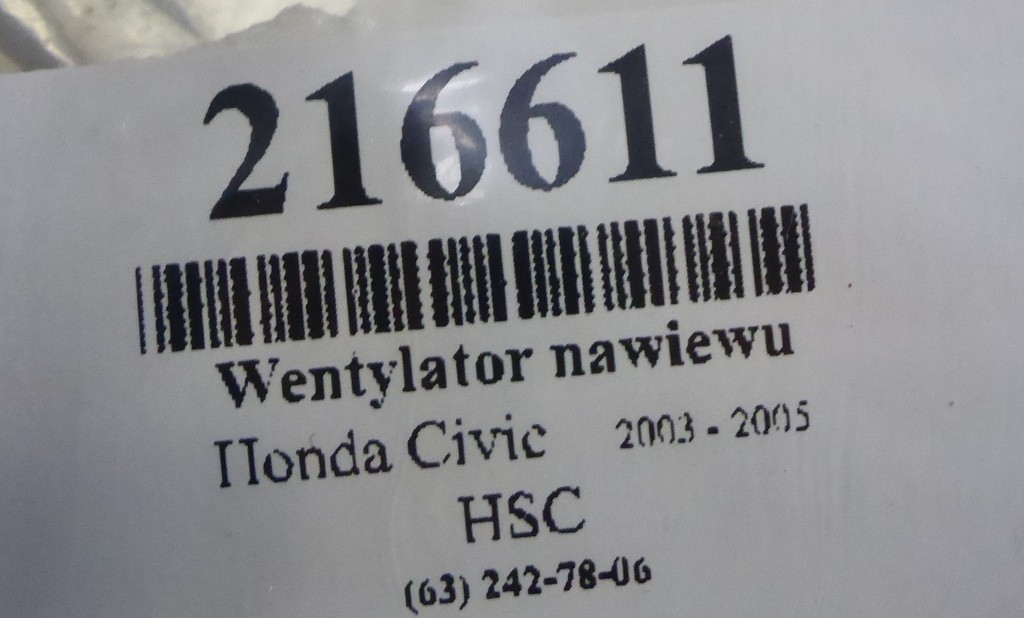 216611
Wentylator nawiewu
Honda Civic 2003 - 2005
HSC
(63) 242-78-06